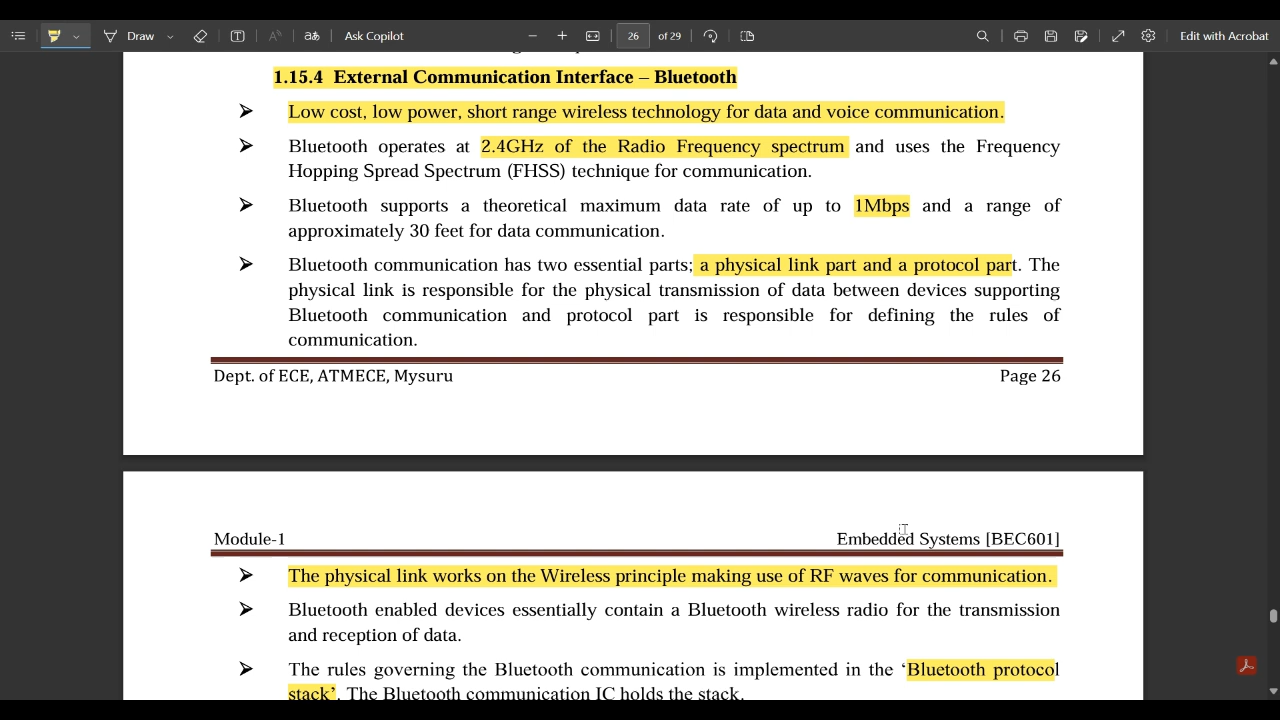 Draw
Ask Copilot
26 of 29
Edit with Acrobat
1.15.4 External Communication Interface – Bluetooth
➢ Low cost, low power, short range wireless technology for data and voice communication.
➢ Bluetooth operates at 2.4GHz of the Radio Frequency spectrum and uses the Frequency
Hopping Spread Spectrum (FHSS) technique for communication.
➢ Bluetooth supports a theoretical maximum data rate of up to 1Mbps and a range of
approximately 30 feet for data communication.
➢ Bluetooth communication has two essential parts; a physical link part and a protocol part. The
physical link is responsible for the physical transmission of data between devices supporting
Bluetooth communication and protocol part is responsible for defining the rules of
communication.
Dept. of ECE, ATMECE, Mysuru Page 26
Module-1 Embedded Systems [BEC601]
➢ The physical link works on the Wireless principle making use of RF waves for communication.
➢ Bluetooth enabled devices essentially contain a Bluetooth wireless radio for the transmission
and reception of data.
➢ The rules governing the Bluetooth communication is implemented in the ‘Bluetooth protocol
stack’. The Bluetooth communication IC holds the stack.